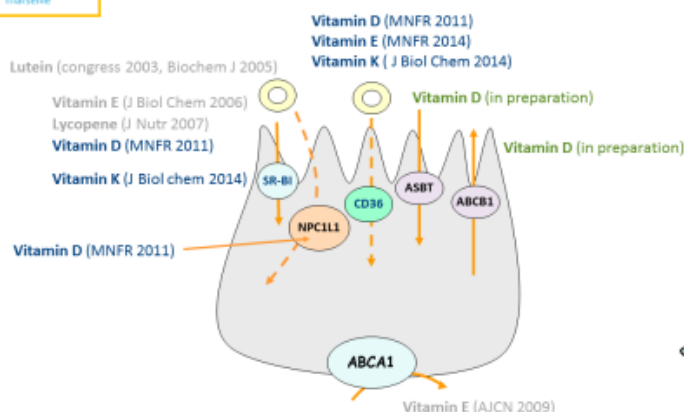 marseille
Vitamin D (MNFR 2011)
Vitamin E (MNFR 2014)
Vitamin K ( J Biol Chem 2014)
Lutein (congress 2003, Biochem J 2005)
Vitamin E (J Biol Chem 2006)
Lycopene (J Nutr 2007)
Vitamin D (MNFR 2011)
Vitamin K (J Biol chem 2014)
Vitamin D (in preparation)
Vitamin D (in preparation)
SR-BI
NPC1L1
CD36
ASBT
ABCB1
Vitamin D (MNFR 2011)
ABCA1
Vitamin E (AJCN 2009)